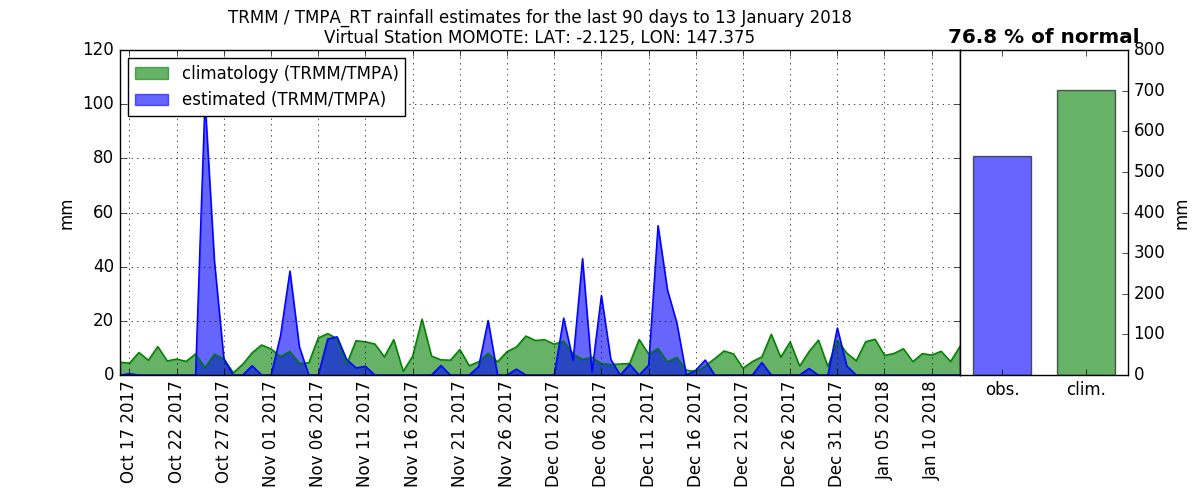 TRMM / TMPA_RT rainfall estimates for the last 90 days to 13 January 2018
Virtual Station MOMOTE: LAT: -2.125, LON: 147.375
76.8 % of normal
climatology (TRMM/TMPA)
estimated (TRMM/TMPA)
120
100
80
60
40
20
0
mm
Oct 17 2017
Oct 22 2017
Oct 27 2017
Nov 01 2017
Nov 06 2017
Nov 11 2017
Nov 16 2017
Nov 21 2017
Nov 26 2017
Dec 01 2017
Dec 06 2017
Dec 11 2017
Dec 16 2017
Dec 21 2017
Dec 26 2017
Dec 31 2017
Jan 05 2018
Jan 10 2018
800
700
600
500
400
300
200
100
0
mm
obs.
clim.